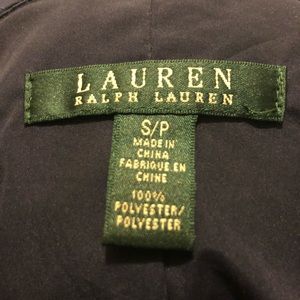 LAUREN
RALPH LAUREN
S/P
MADE IN
CHINA
FABRIQUE EN
CHINE
100%
POLYESTER/
POLYESTER